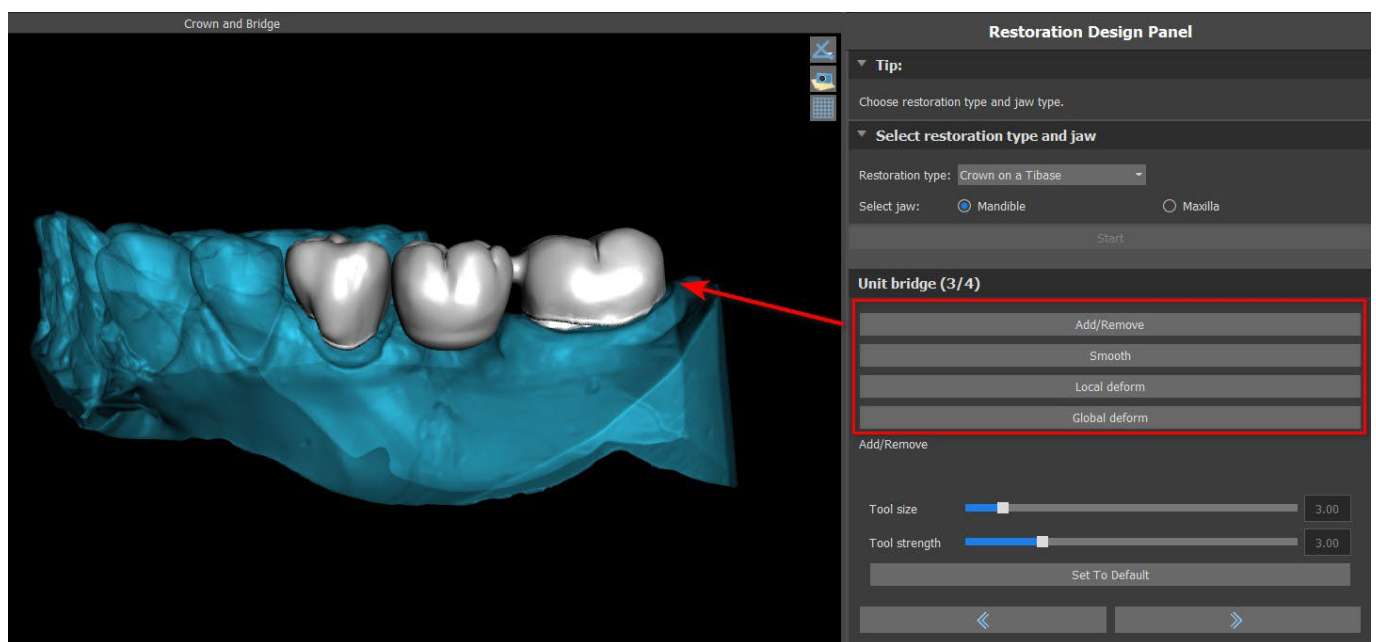 Crown and Bridge
Restoration Design Panel
Tip:
Choose restoration type and jaw type.
Select restoration type and jaw
Restoration type: Crown on a Tibase
Select jaw: Mandible Maxilla
Start
Unit bridge (3/4)
Add/Remove
Smooth
Local deform
Global deform
Add/Remove
Tool size 3.00
Tool strength 3.00
Set To Default